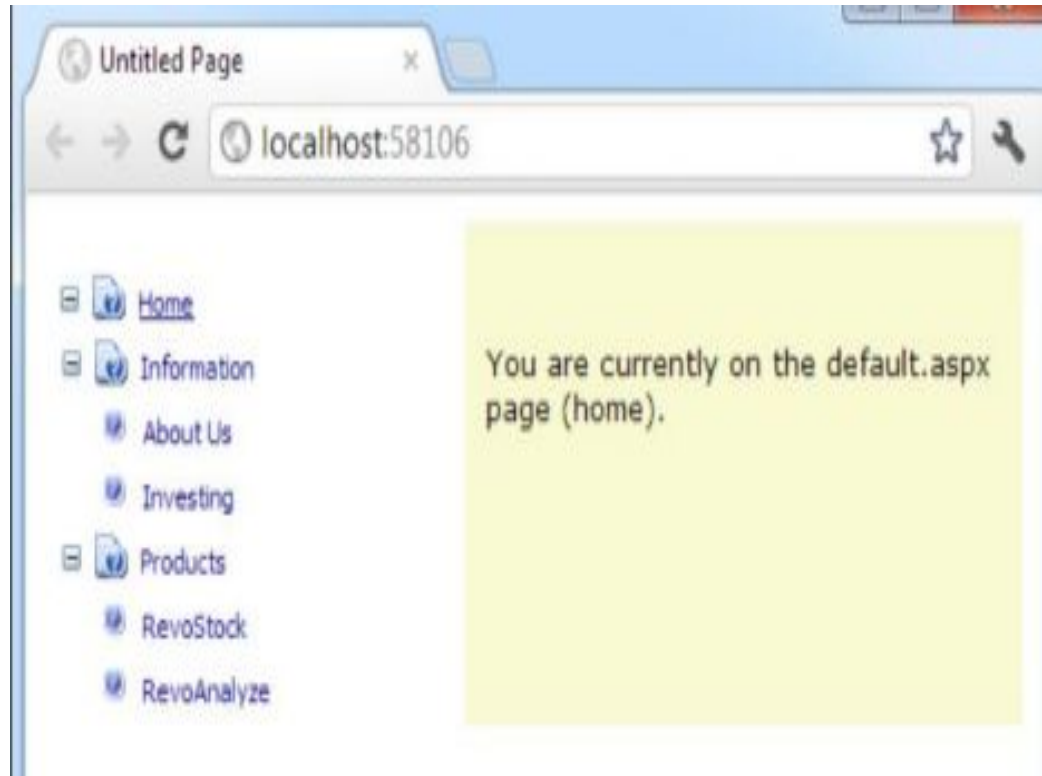 Untitled Page
localhost:58106
Home
Information
About Us
Investing
Products
RevoStock
RevoAnalyze
You are currently on the default.aspx
page (home).